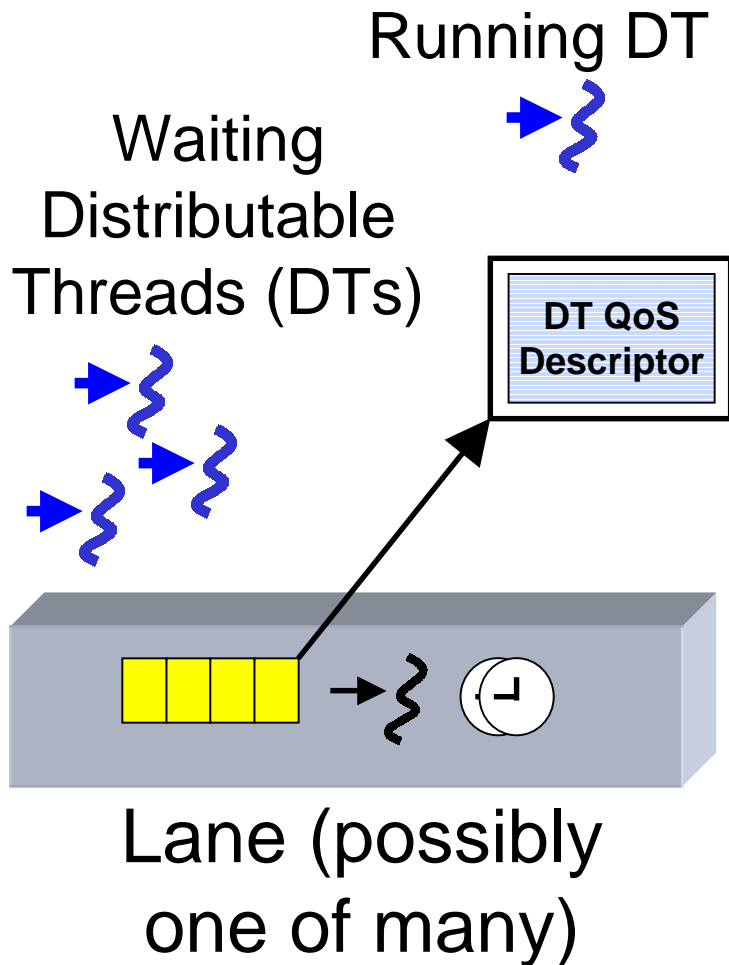 Running DT
Waiting
Distributable
Threads (DTs)
DT QoS
Descriptor
Lane (possibly
one of many)